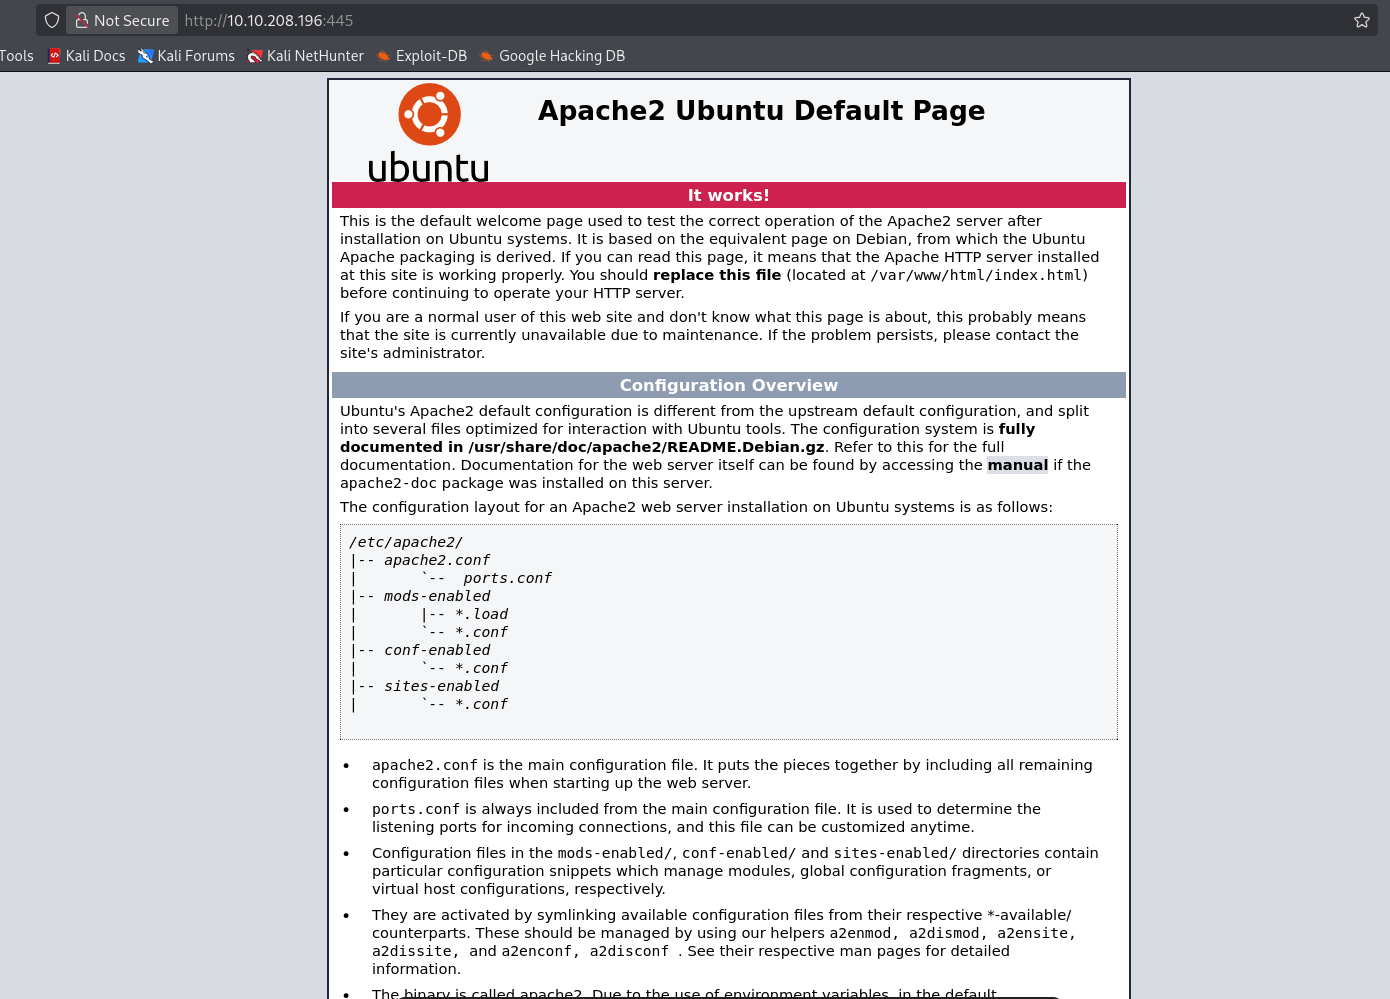 Not Secure http://10.10.208.196:445
Tools Kali Docs Kali Forums Kali NetHunter Exploit-DB Google Hacking DB
Apache2 Ubuntu Default Page
ubuntu
It works!
This is the default welcome page used to test the correct operation of the Apache2 server after
installation on Ubuntu systems. It is based on the equivalent page on Debian, from which the Ubuntu
Apache packaging is derived. If you can read this page, it means that the Apache HTTP server installed
at this site is working properly. You should replace this file (located at /var/www/html/index.html)
before continuing to operate your HTTP server.
If you are a normal user of this web site and don't know what this page is about, this probably means
that the site is currently unavailable due to maintenance. If the problem persists, please contact the
site's administrator.
Configuration Overview
Ubuntu's Apache2 default configuration is different from the upstream default configuration, and split
into several files optimized for interaction with Ubuntu tools. The configuration system is fully
documented in /usr/share/doc/apache2/README.Debian.gz. Refer to this for the full
documentation. Documentation for the web server itself can be found by accessing the manual if the
apache2-doc package was installed on this server.
The configuration layout for an Apache2 web server installation on Ubuntu systems is as follows:
/etc/apache2/
|-- apache2.conf
|       `--  ports.conf
|-- mods-enabled
|       |-- *.load
|       `-- *.conf
|-- conf-enabled
|       `-- *.conf
|-- sites-enabled
|       `-- *.conf
• apache2.conf is the main configuration file. It puts the pieces together by including all remaining
configuration files when starting up the web server.
• ports.conf is always included from the main configuration file. It is used to determine the
listening ports for incoming connections, and this file can be customized anytime.
• Configuration files in the mods-enabled/, conf-enabled/ and sites-enabled/ directories contain
particular configuration snippets which manage modules, global configuration fragments, or
virtual host configurations, respectively.
• They are activated by symlinking available configuration files from their respective *-available/
counterparts. These should be managed by using our helpers a2enmod, a2dismod, a2ensite,
a2dissite, and a2enconf, a2disconf . See their respective man pages for detailed
information.
• The binary is called apache2. Due to the use of environment variables, in the default